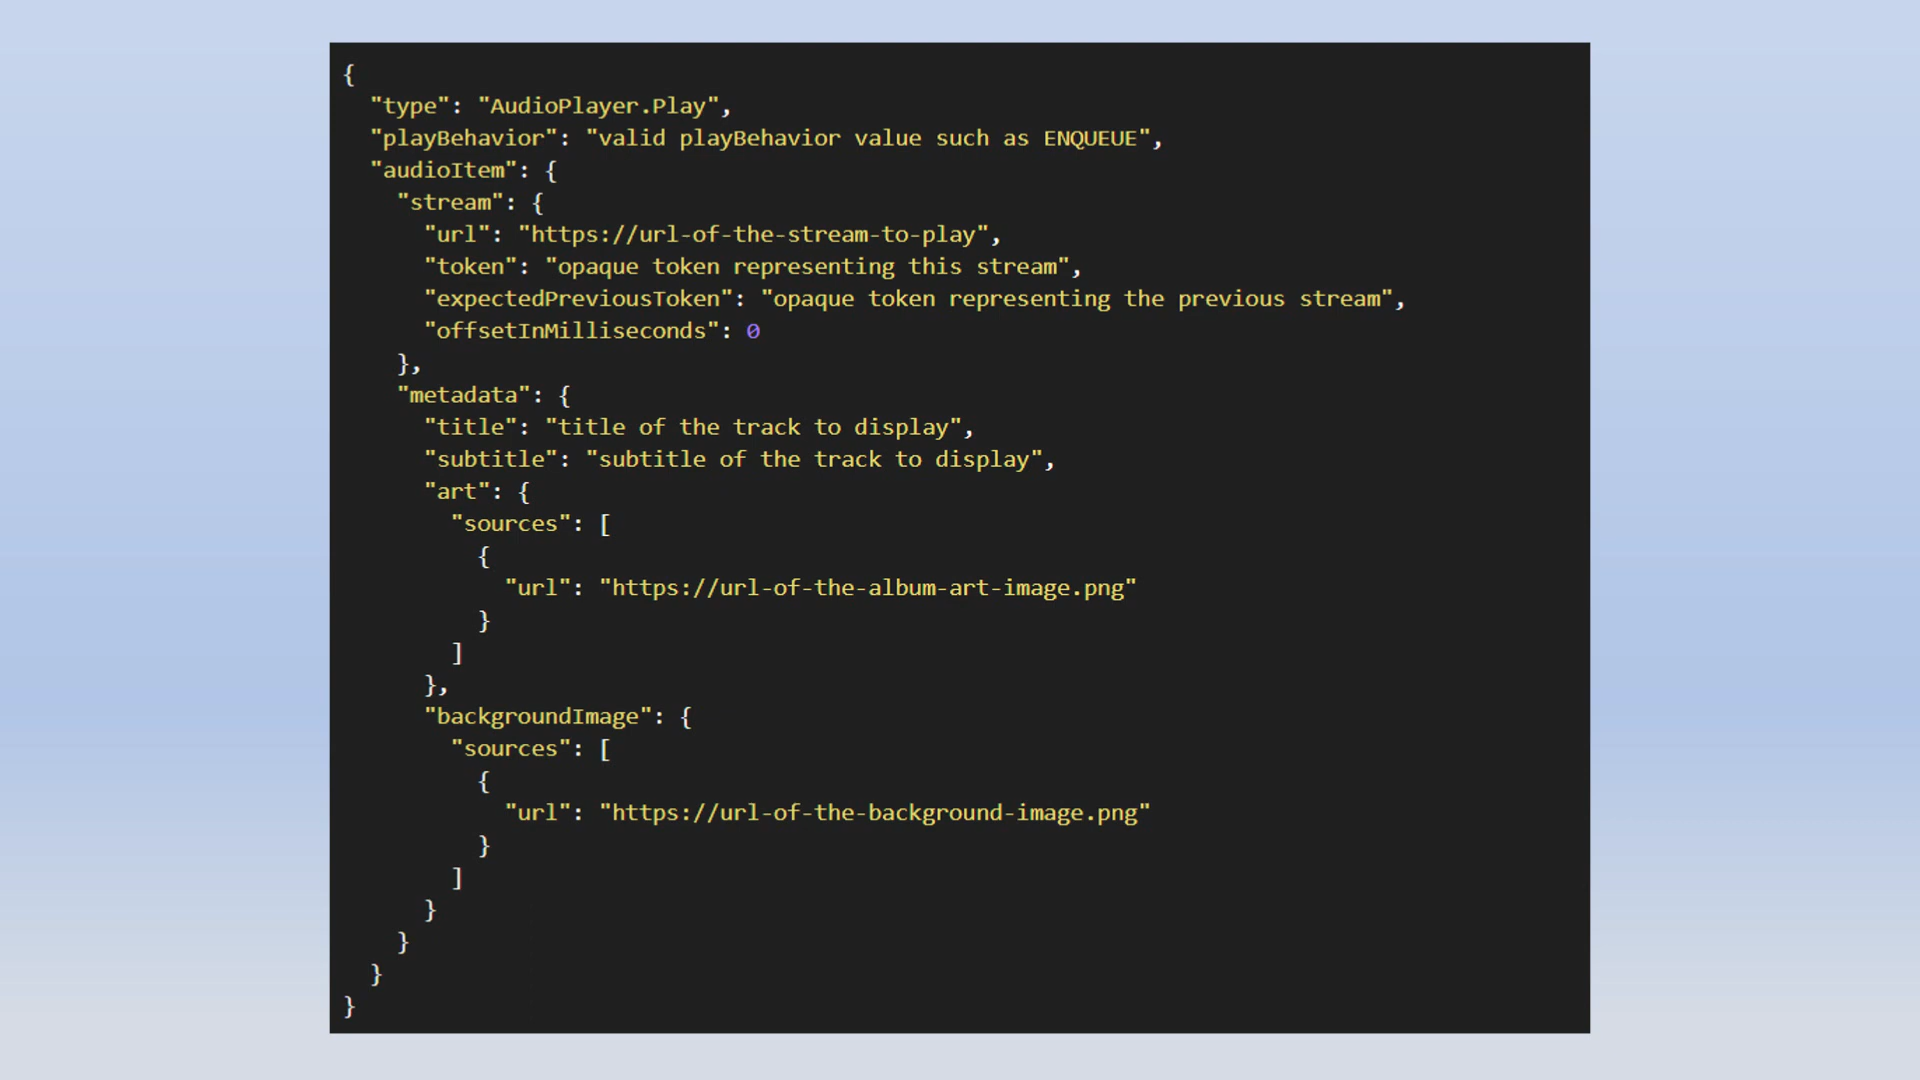 {
  "type": "AudioPlayer.Play",
  "playBehavior": "valid playBehavior value such as ENQUEUE",
  "audioItem": {
    "stream": {
      "url": "https://url-of-the-stream-to-play",
      "token": "opaque token representing this stream",
      "expectedPreviousToken": "opaque token representing the previous stream",
      "offsetInMilliseconds": 0
    },
    "metadata": {
      "title": "title of the track to display",
      "subtitle": "subtitle of the track to display",
      "art": {
        "sources": [
          {
            "url": "https://url-of-the-album-art-image.png"
          }
        ]
      },
      "backgroundImage": {
        "sources": [
          {
            "url": "https://url-of-the-background-image.png"
          }
        ]
      }
    }
  }
}